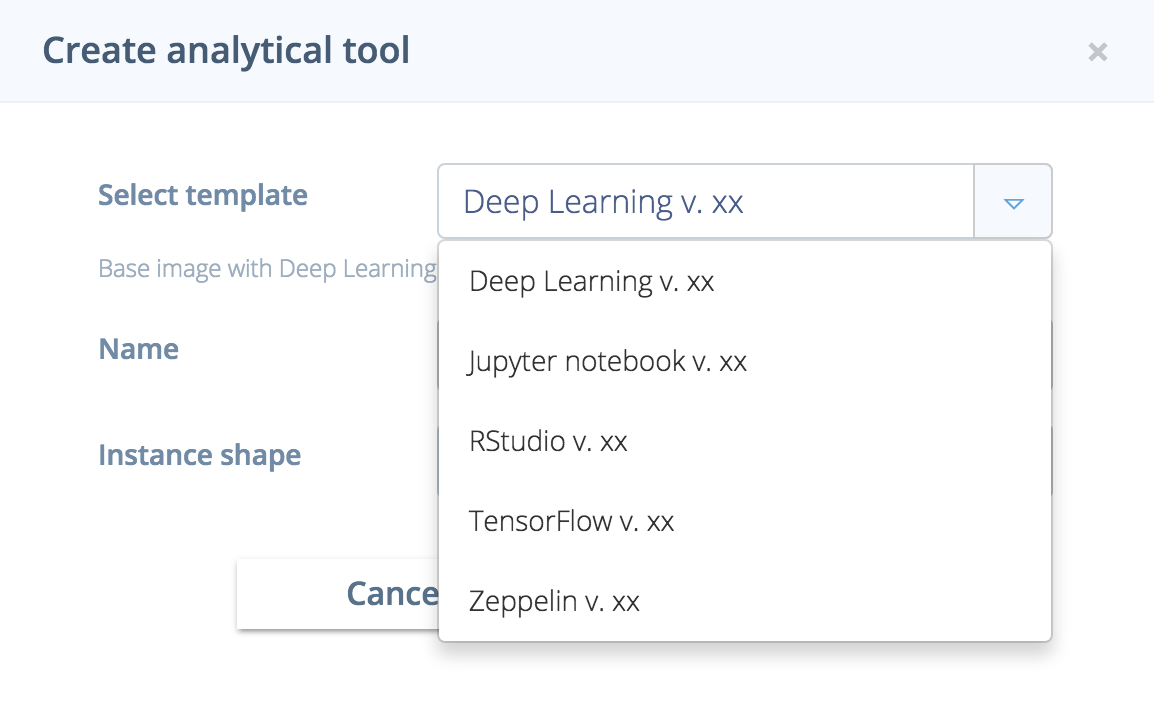 Create analytical tool
Select template
Deep Learning v. xx
Base image with Deep Learning
Deep Learning v. xx
Name
Jupyter notebook v. xx
Instance shape
RStudio v. xx
TensorFlow v. xx
Zeppelin v. xx